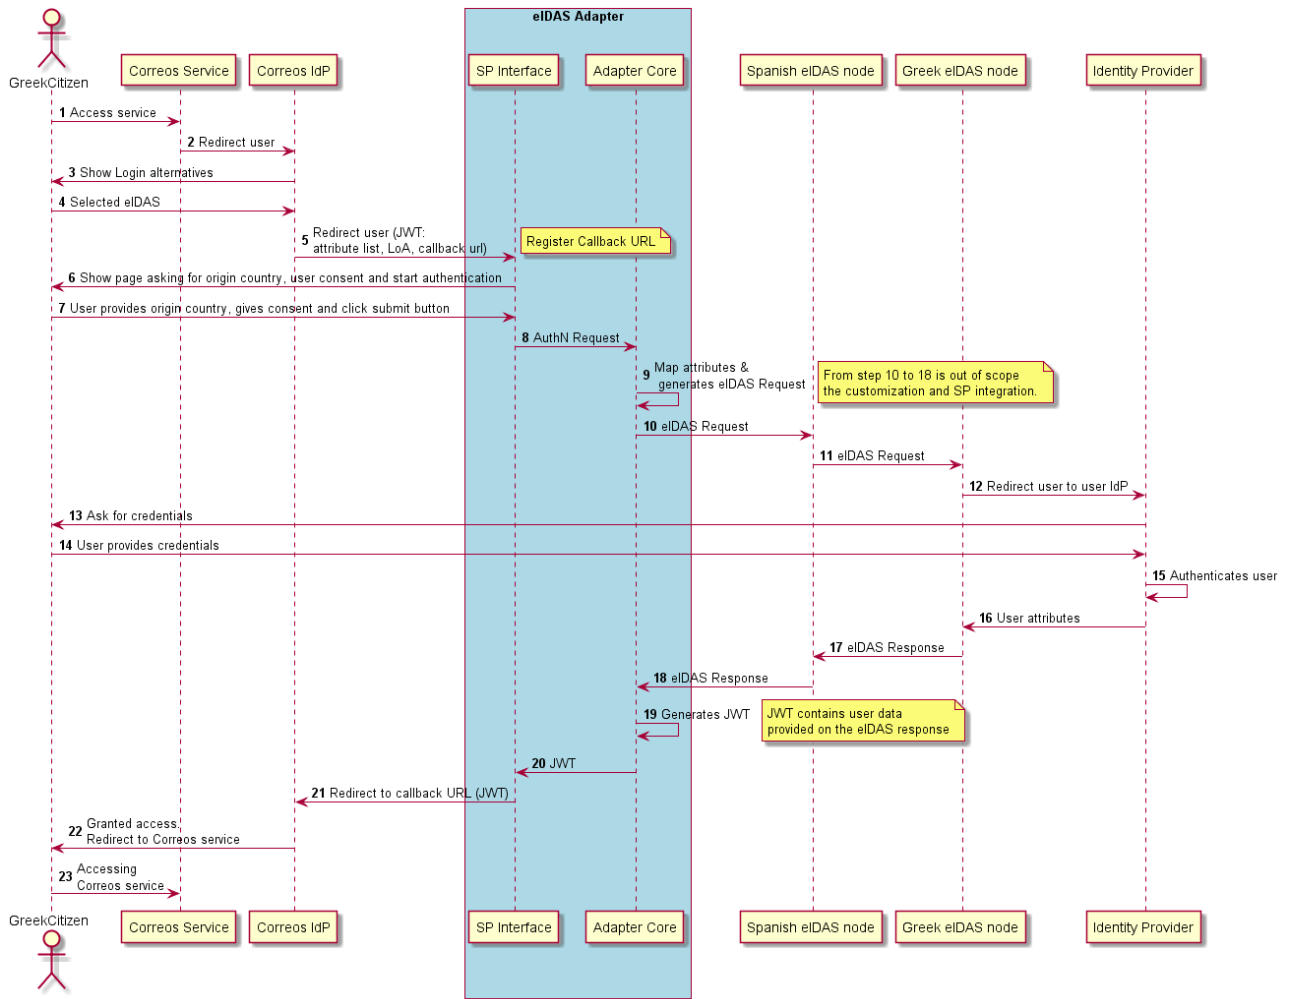 eIDAS Adapter
GreekCitizen
Correos Service
Correos IdP
SP Interface
Adapter Core
Spanish eIDAS node
Greek eIDAS node
Identity Provider
1 Access service
2 Redirect user
3 Show Login alternatives
4 Selected eIDAS
5 Redirect user (JWT:
attribute list, LoA, callback url)
Register Callback URL
6 Show page asking for origin country, user consent and start authentication
7 User provides origin country, gives consent and click submit button
8 AuthN Request
9 Map attributes &
generates eIDAS Request
From step 10 to 18 is out of scope
the customization and SP integration.
10 eIDAS Request
11 eIDAS Request
12 Redirect user to user IdP
13 Ask for credentials
14 User provides credentials
15 Authenticates user
16 User attributes
17 eIDAS Response
18 eIDAS Response
19 Generates JWT
JWT contains user data
provided on the eIDAS response
20 JWT
21 Redirect to callback URL (JWT)
22 Granted access.
Redirect to Correos service
23 Accessing
Correos service
GreekCitizen
Correos Service
Correos IdP
SP Interface
Adapter Core
Spanish eIDAS node
Greek eIDAS node
Identity Provider